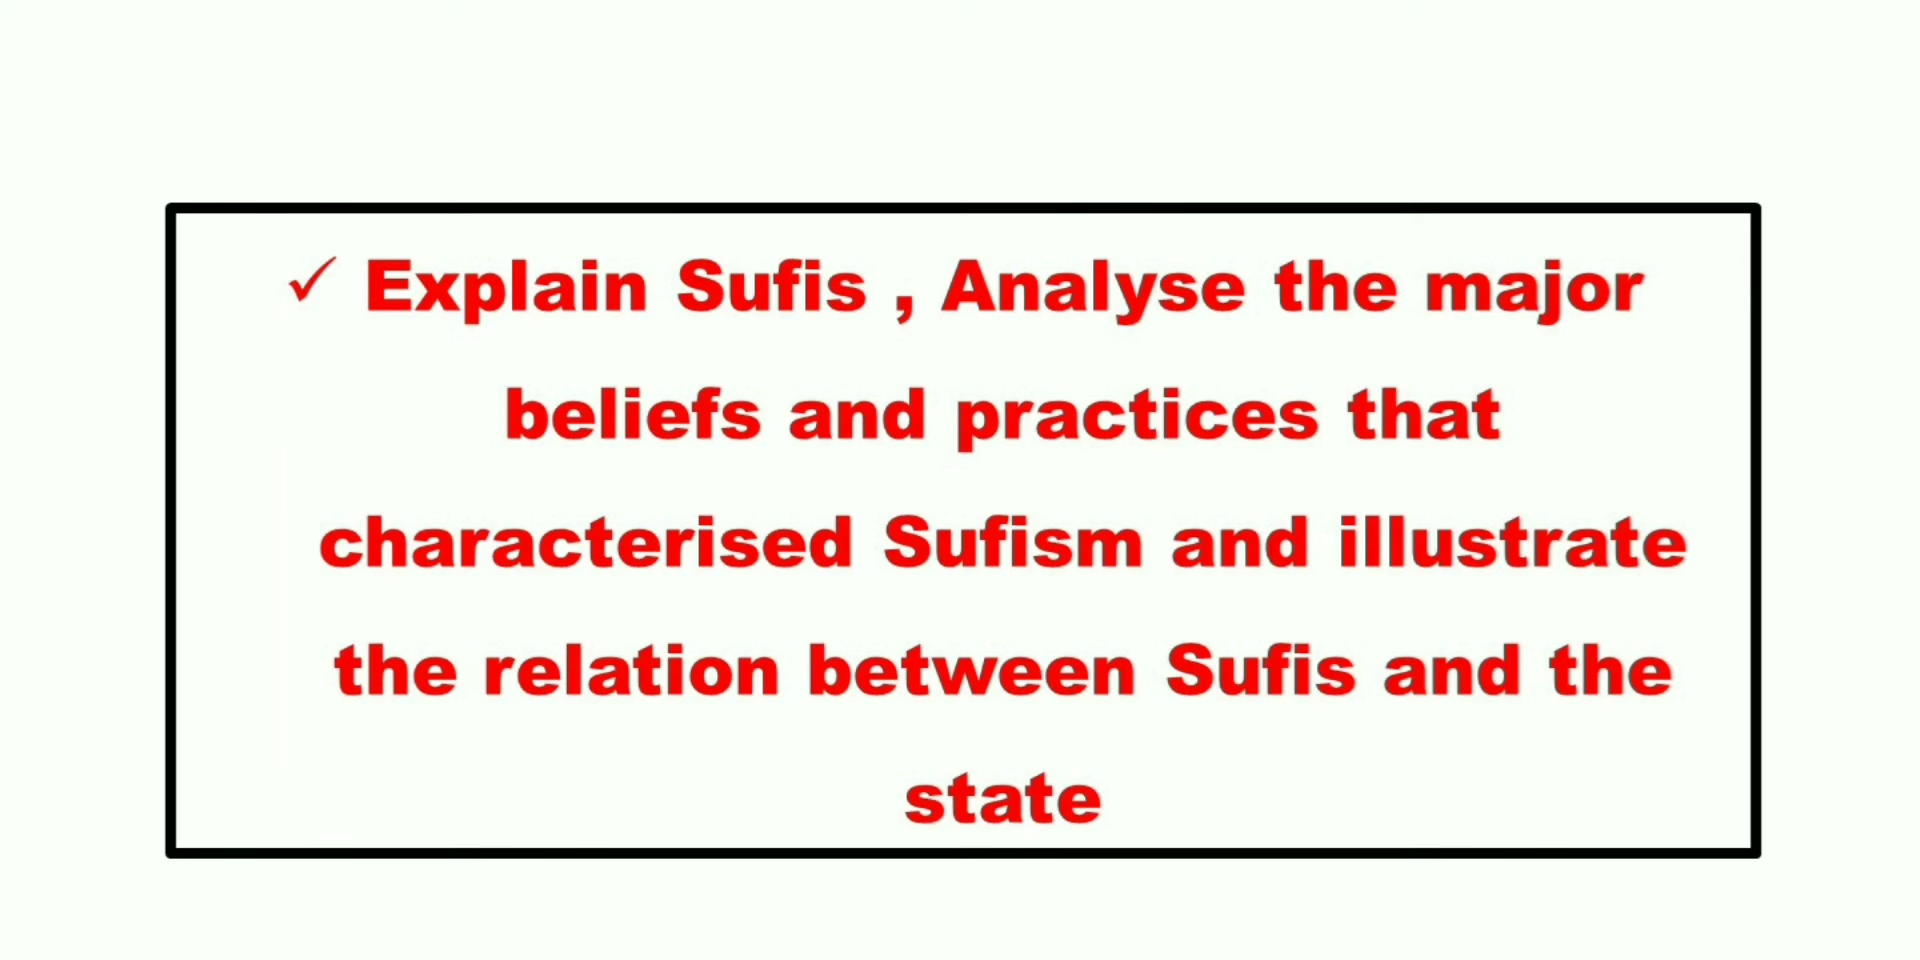 ✓ Explain Sufis , Analyse the major
beliefs and practices that
characterised Sufism and illustrate
the relation between Sufis and the
state